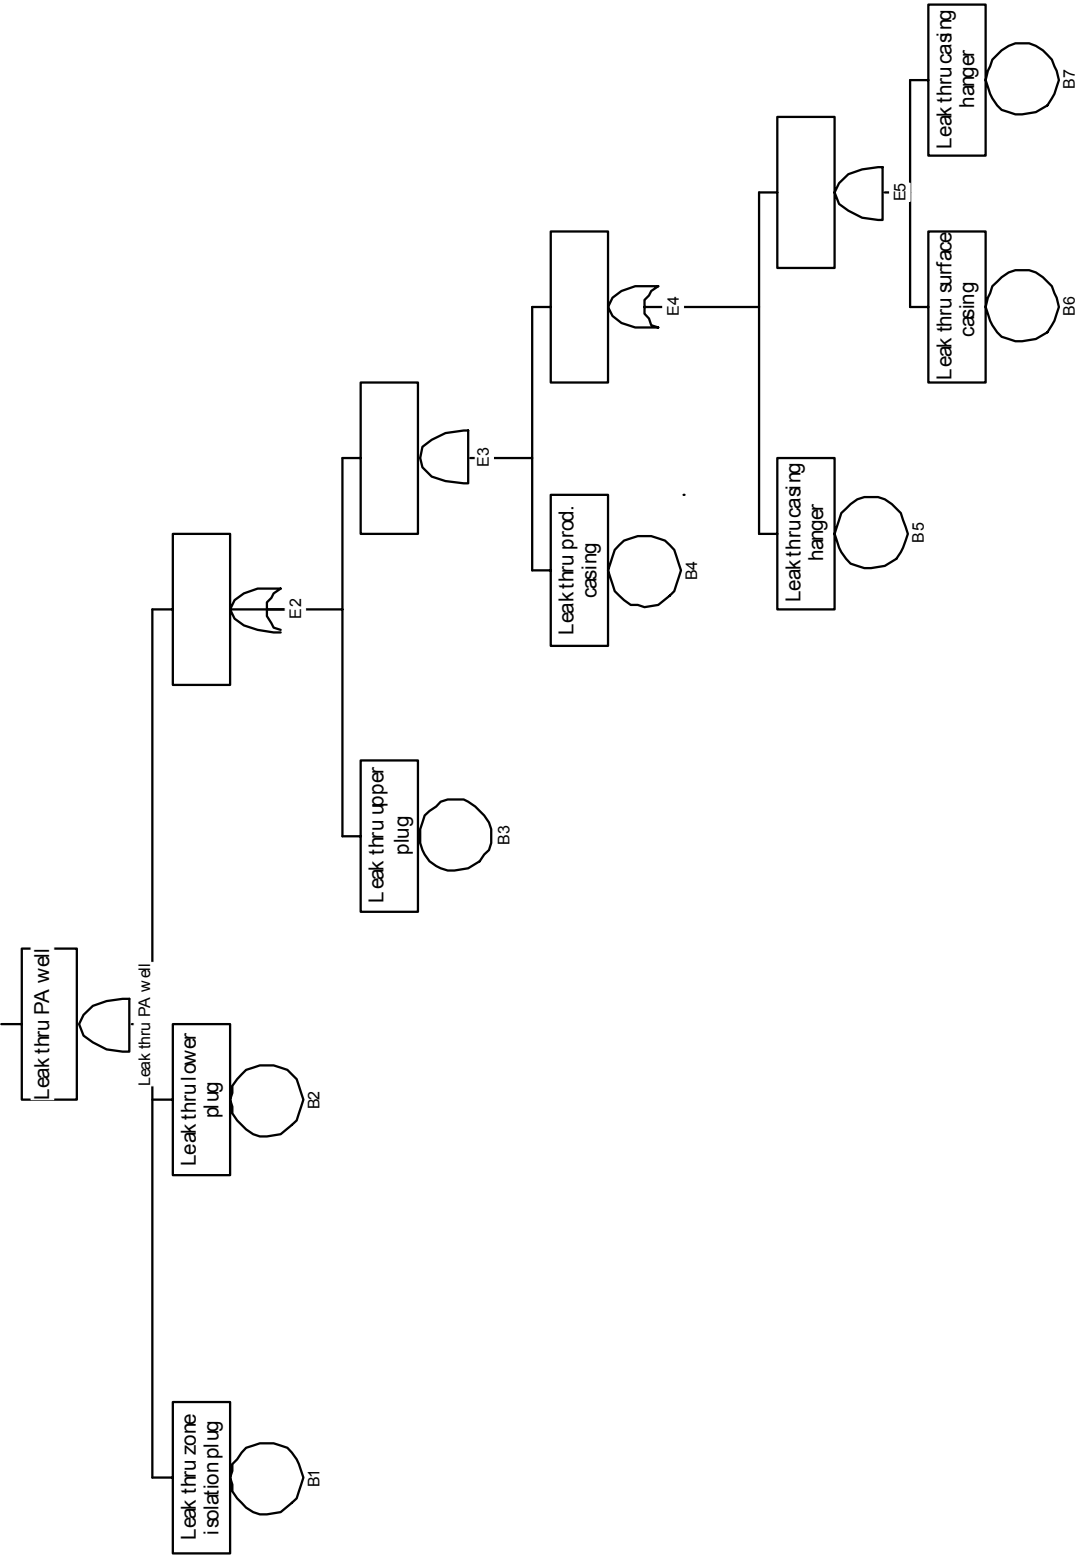 Leak thru PA well
Leak thru PA well
Leak thru zone
isolation plug
B1
Leak thru lower
plug
B2
E2
Leak thru upper
plug
B3
E3
Leak thru prod.
casing
B4
E4
Leak thru casing
hanger
B5
E5
Leak thru surface
casing
B6
Leak thru casing
hanger
B7